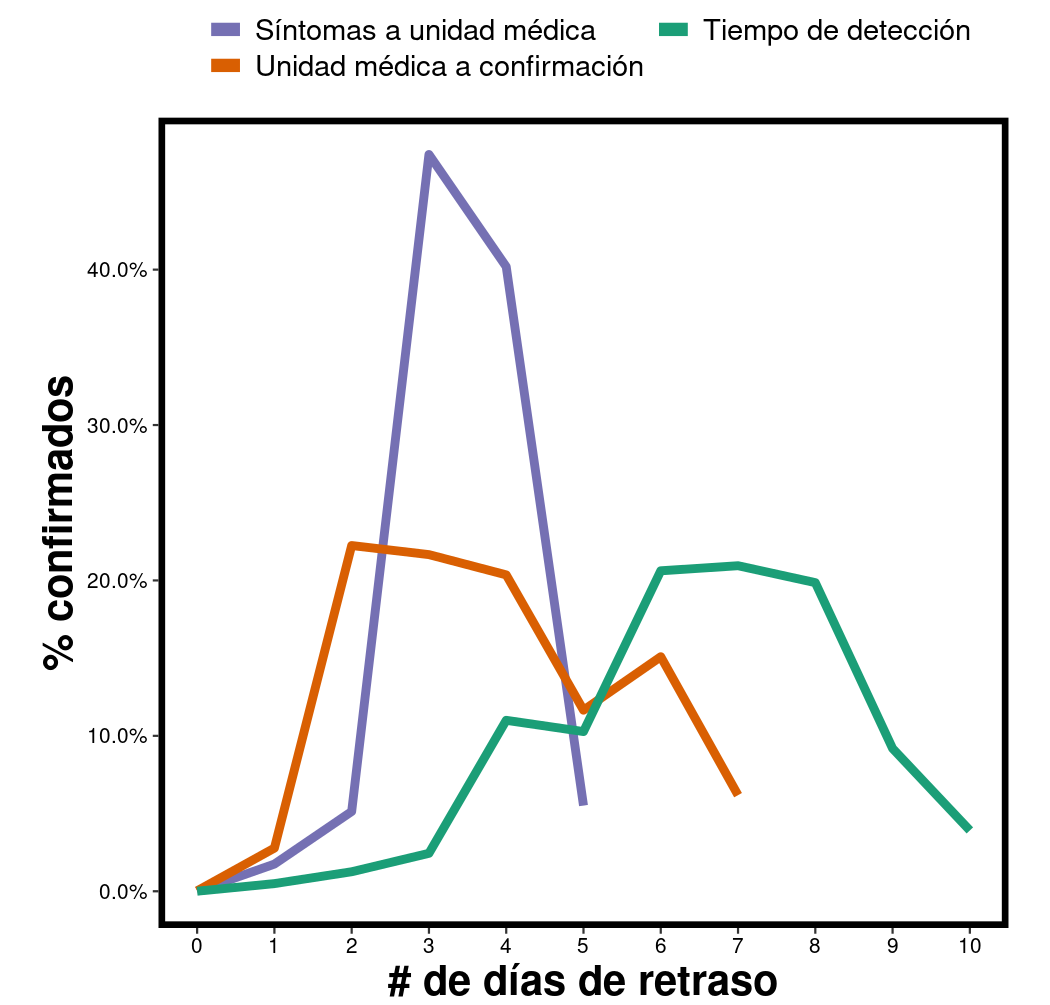 Síntomas a unidad médica
Tiempo de detección
Unidad médica a confirmación
% confirmados
40.0%
30.0%
20.0%
10.0%
0.0%
0 1 2 3 4 5 6 7 8 9 10
# de días de retraso